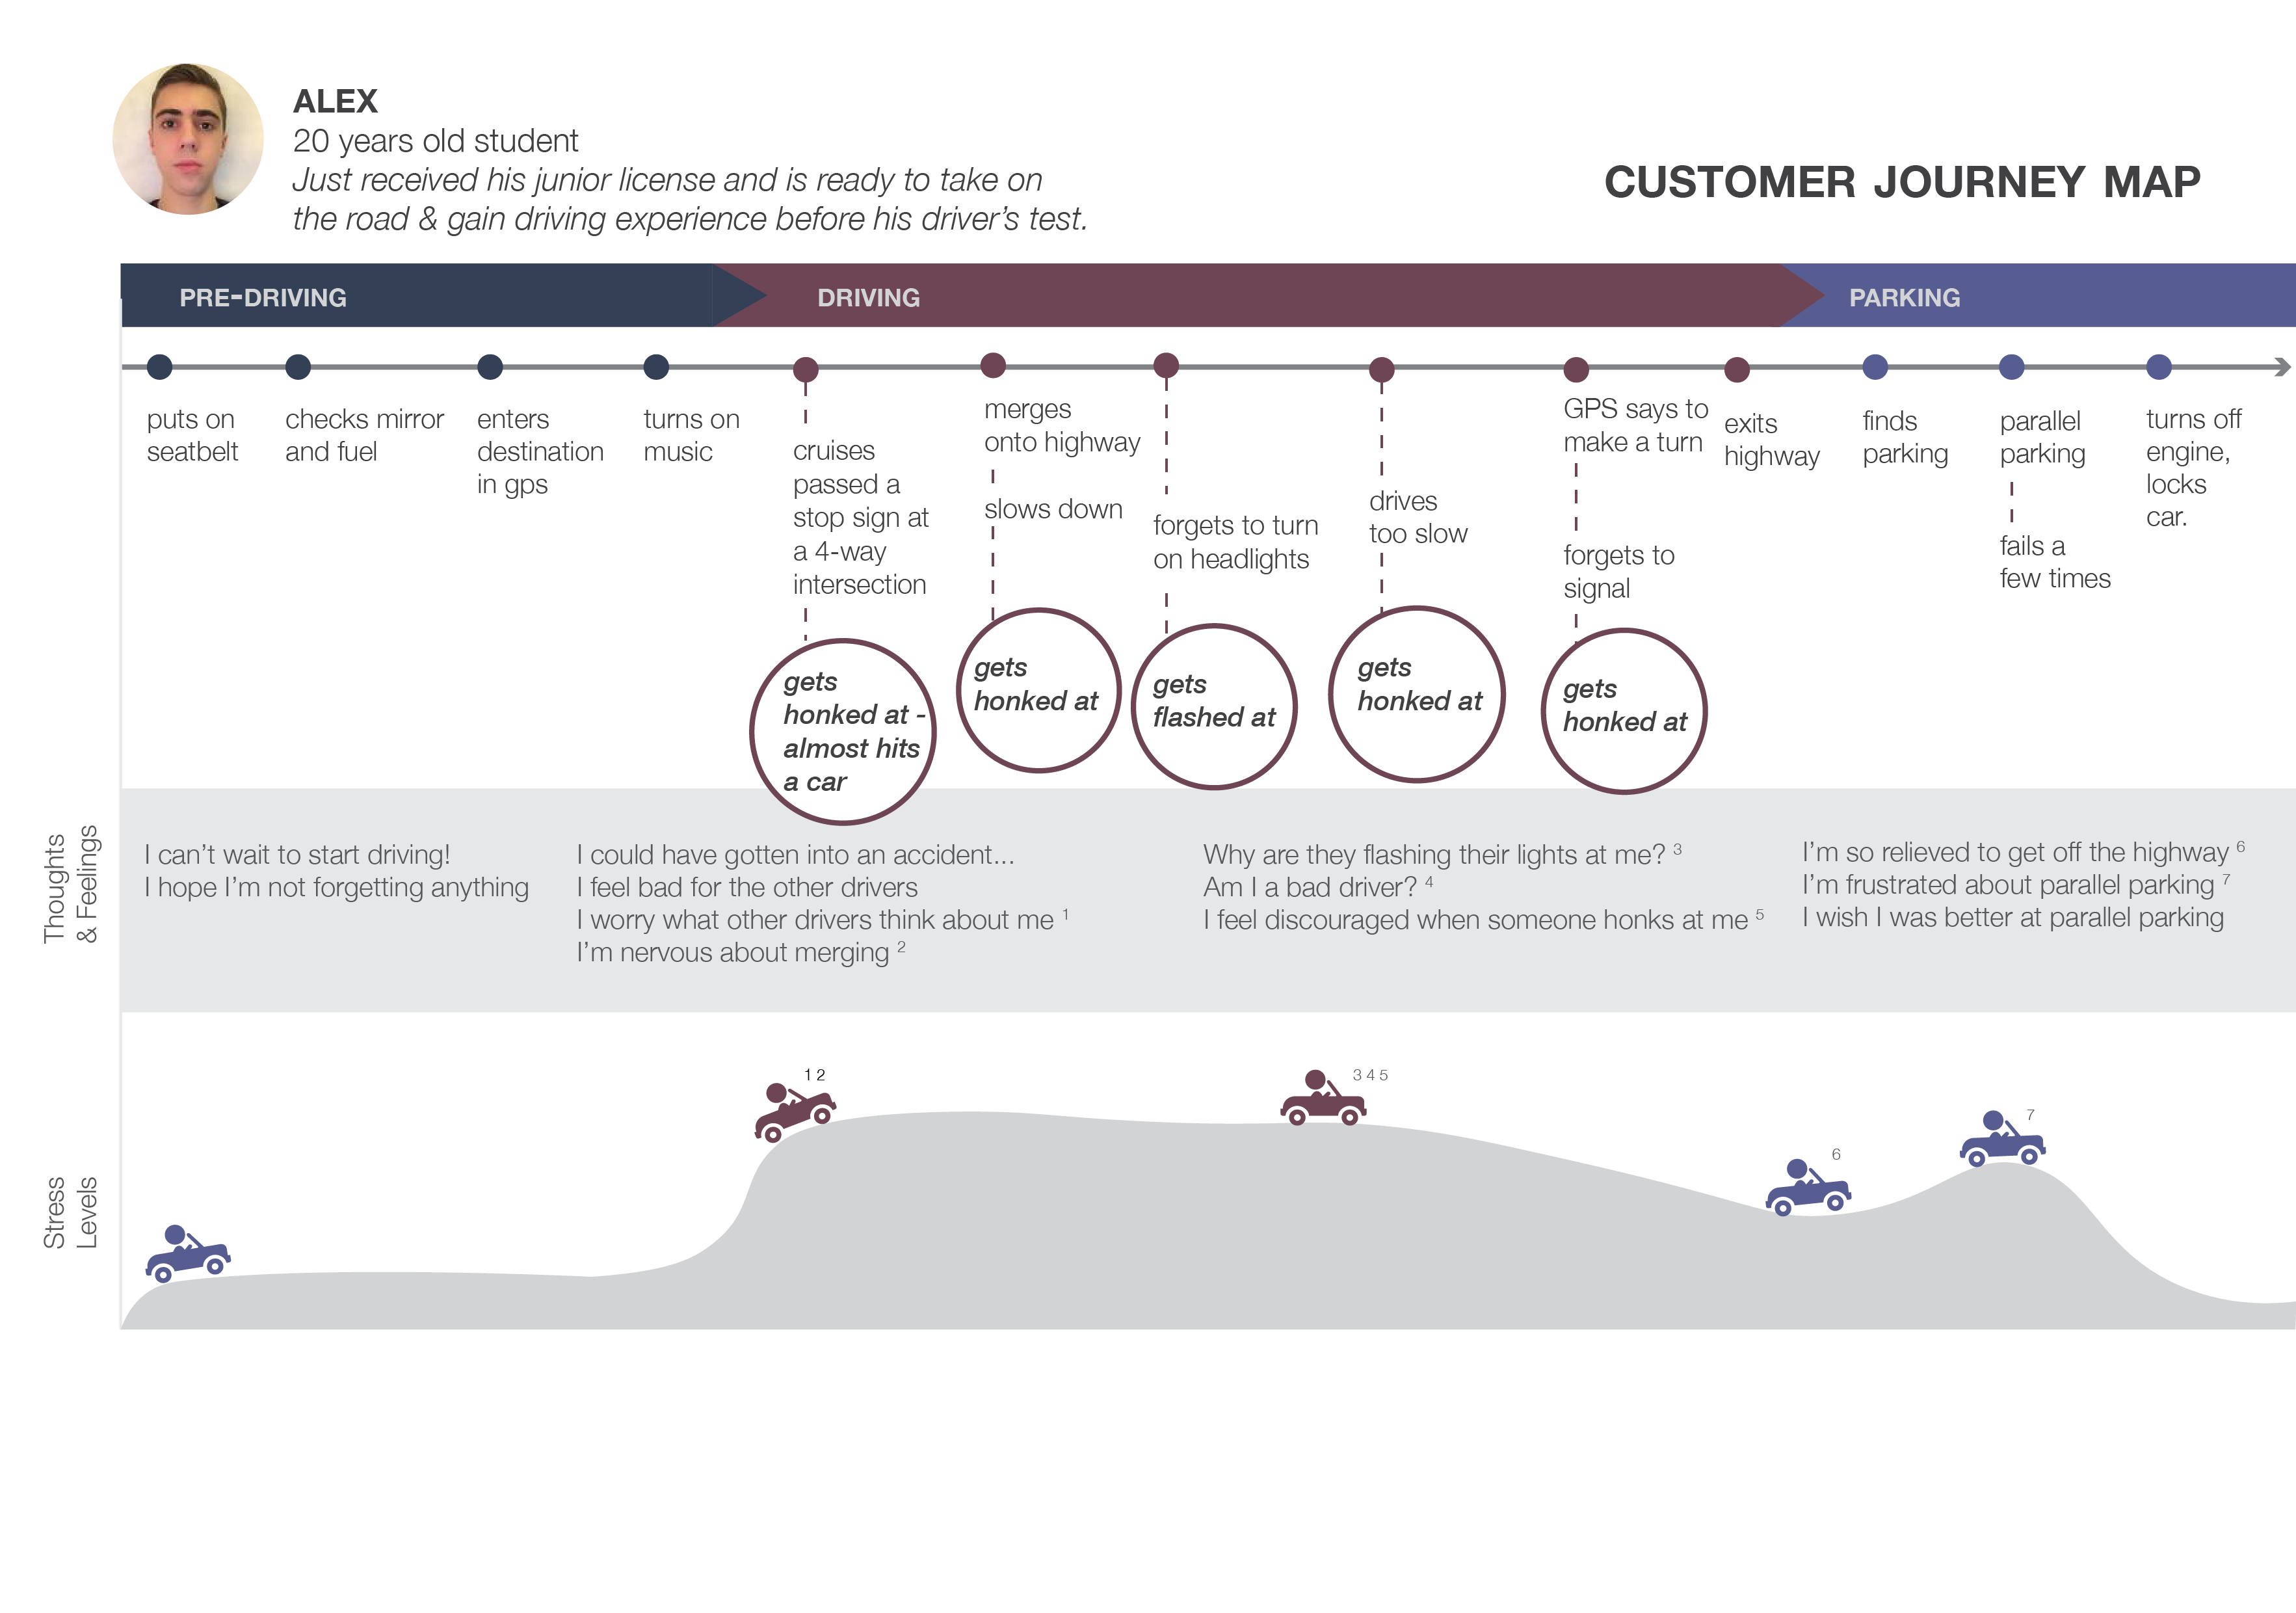 ALEX
20 years old student
Just received his junior license and is ready to take on
the road & gain driving experience before his driver's test.
CUSTOMER JOURNEY MAP
PRE-DRIVING
DRIVING
PARKING
puts on
seatbelt
checks mirror
and fuel
enters
destination
in gps
turns on
music
cruises
passed a
stop sign at
a 4-way
intersection
gets
honked at -
almost hits
a car
merges
onto highway
slows down
gets
honked at
forgets to turn
on headlights
gets
flashed at
drives
too slow
gets
honked at
GPS says to
make a turn
forgets to
signal
gets
honked at
exits
highway
finds
parking
parallel
parking
fails a
few times
turns off
engine,
locks
car.
Thoughts
& Feelings
I can't wait to start driving!
I hope I'm not forgetting anything
I could have gotten into an accident...
I feel bad for the other drivers
I worry what other drivers think about me 1
I'm nervous about merging 2
Why are they flashing their lights at me? 3
Am I a bad driver? 4
I feel discouraged when someone honks at me 5
I'm so relieved to get off the highway 6
I'm frustrated about parallel parking 7
I wish I was better at parallel parking
Stress
Levels
1 2
3 4 5
6
7